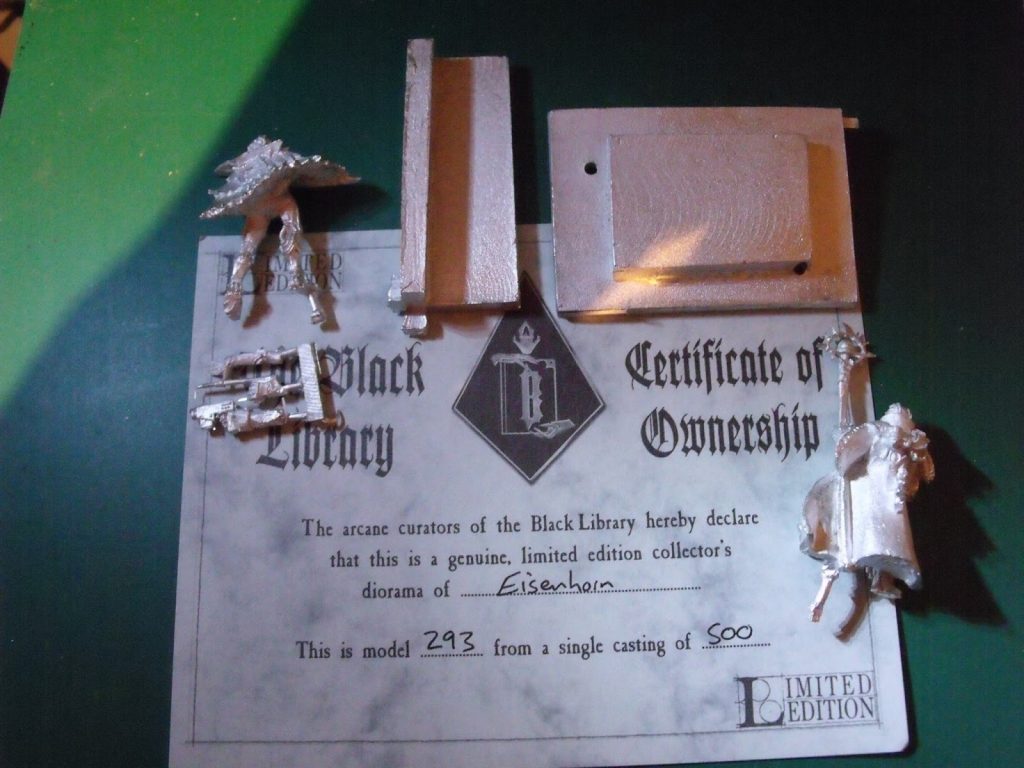 LIMITED
EDITION
Black
Library
B
Certificate of
Ownership
The arcane curators of the Black Library hereby declare
that this is a genuine, limited edition collector's
diorama of Eisenhorn
This is model 293 from a single casting of 500
LIMITED
EDITION